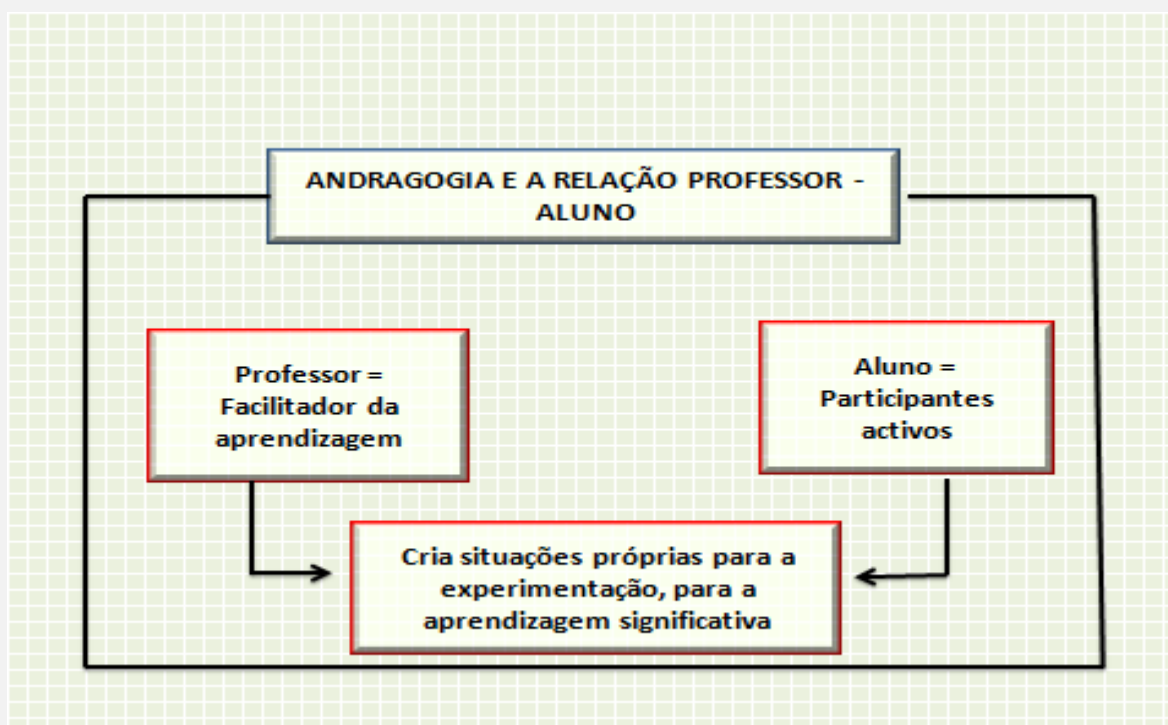 ANDRAGOGIA E A RELAÇÃO PROFESSOR -
ALUNO
Professor =
Facilitador da
aprendizagem
Aluno =
Participantes
activos
Cria situações próprias para a
experimentação, para a
aprendizagem significativa